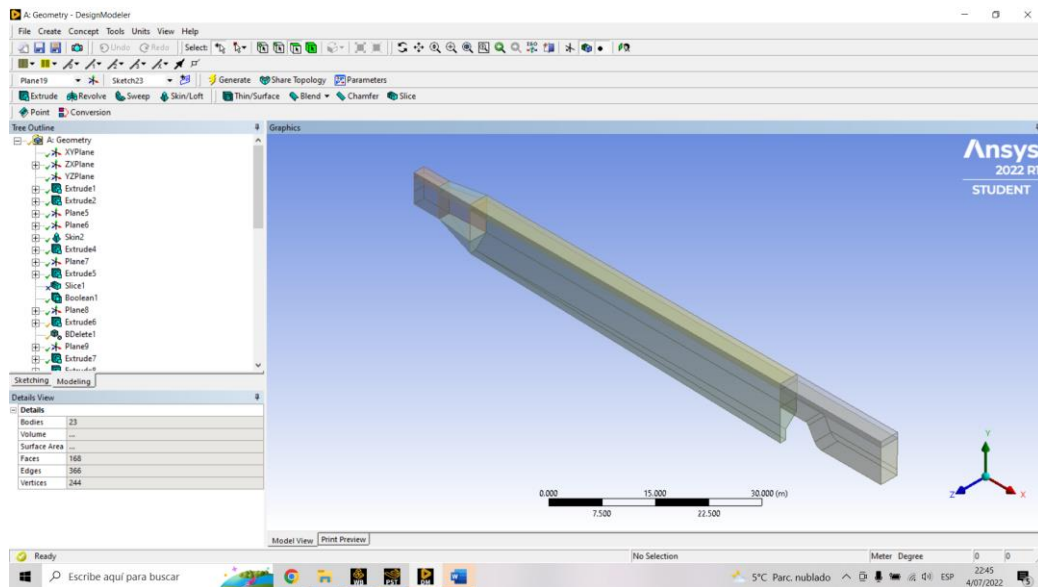 A: Geometry - DesignModeler
File Create Concept Tools Units View Help
Undo Redo Select:
Plane19 Sketch23 Generate Share Topology Parameters
Extrude Revolve Sweep Skin/Loft Thin/Surface Blend Chamfer Slice
Point Conversion
Tree Outline
A: Geometry
XYPlane
ZXPlane
YZPlane
Extrude1
Extrude2
Plane5
Plane6
Skin2
Extrude4
Plane7
Extrude5
Slice1
Boolean1
Plane8
Extrude6
BDelete1
Plane9
Extrude7
Extrude8
Sketching Modeling
Details View
Details
Bodies 23
Volume ...
Surface Area ...
Faces 168
Edges 366
Vertices 244
Graphics
Ansys
2022 R1
STUDENT
0.000 15.000 30.000 (m)
7.500 22.500
Y
Z X
Model View Print Preview
Ready No Selection Meter Degree 0 0
Escribe aquí para buscar WB PST DM 5°C Parc. nublado ESP 22:45
4/07/2022